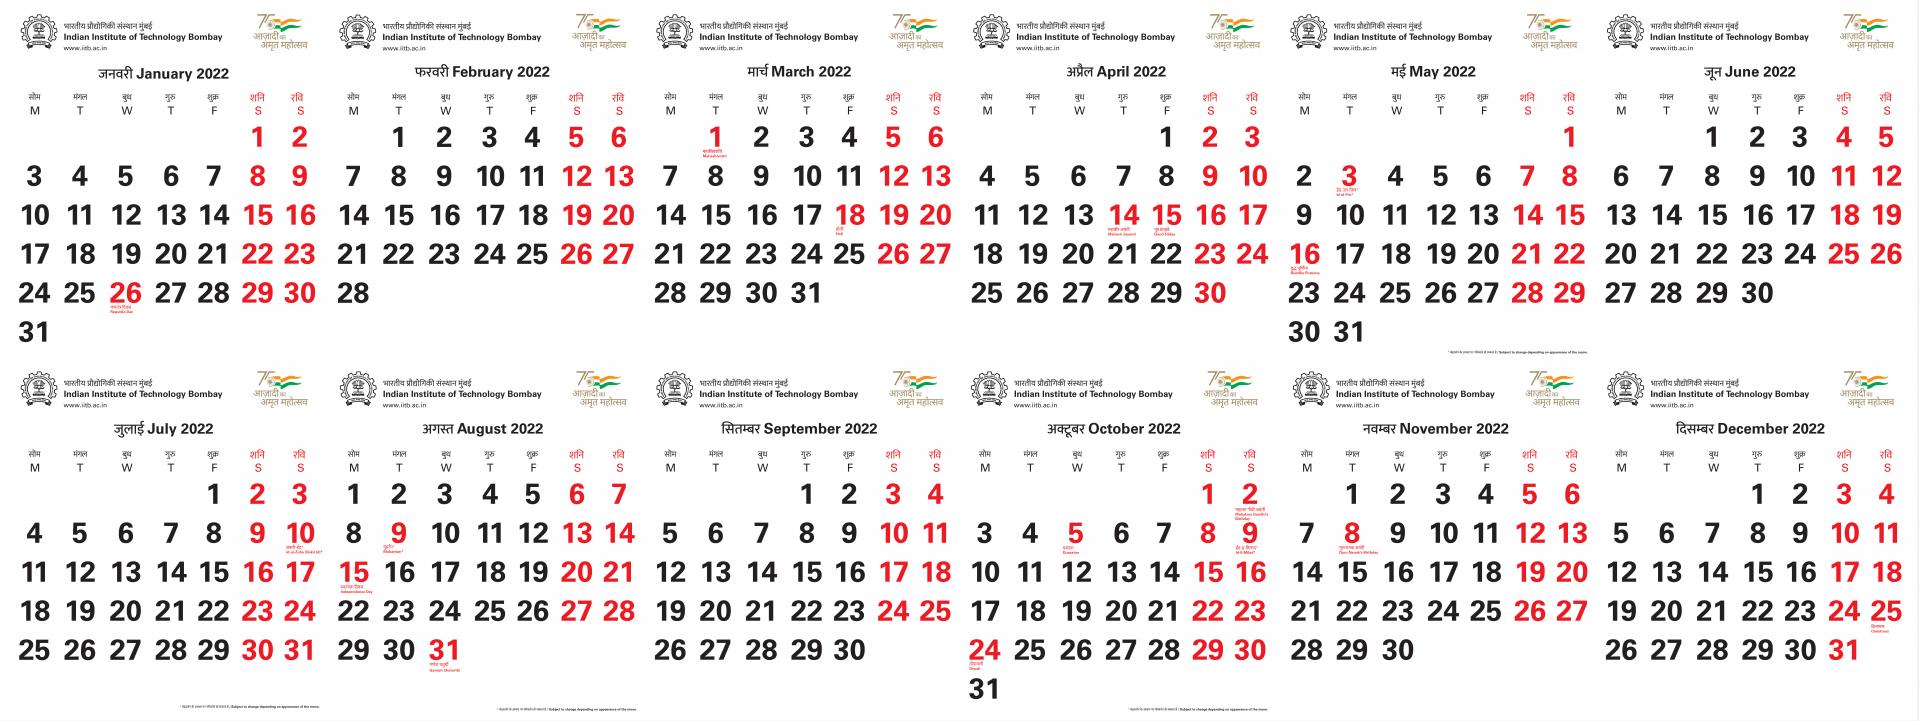 भारतीय प्रौद्योगिकी संस्थान मुंबई
Indian Institute of Technology Bombay
www.iitb.ac.in
75
आज़ादी का
अमृत महोत्सव
जनवरी January 2022
सोम मंगल बुध गुरु शुक्र शनि रवि
M T W T F S S
1 2
3 4 5 6 7 8 9
10 11 12 13 14 15 16
17 18 19 20 21 22 23
24 25 26 27 28 29 30
गणतंत्र दिवस
Republic Day
31
भारतीय प्रौद्योगिकी संस्थान मुंबई
Indian Institute of Technology Bombay
www.iitb.ac.in
75
आज़ादी का
अमृत महोत्सव
फरवरी February 2022
सोम मंगल बुध गुरु शुक्र शनि रवि
M T W T F S S
1 2 3 4 5 6
7 8 9 10 11 12 13
14 15 16 17 18 19 20
21 22 23 24 25 26 27
28
भारतीय प्रौद्योगिकी संस्थान मुंबई
Indian Institute of Technology Bombay
www.iitb.ac.in
75
आज़ादी का
अमृत महोत्सव
मार्च March 2022
सोम मंगल बुध गुरु शुक्र शनि रवि
M T W T F S S
1 2 3 4 5 6
Mahashivratri
7 8 9 10 11 12 13
14 15 16 17 18 19 20
होली
Holi
21 22 23 24 25 26 27
28 29 30 31
भारतीय प्रौद्योगिकी संस्थान मुंबई
Indian Institute of Technology Bombay
www.iitb.ac.in
75
आज़ादी का
अमृत महोत्सव
अप्रैल April 2022
सोम मंगल बुध गुरु शुक्र शनि रवि
M T W T F S S
1 2 3
4 5 6 7 8 9 10
11 12 13 14 15 16 17
महावीर जयंती गुड फ्राइडे
Mahavir Jayanti Good Friday
18 19 20 21 22 23 24
25 26 27 28 29 30
भारतीय प्रौद्योगिकी संस्थान मुंबई
Indian Institute of Technology Bombay
www.iitb.ac.in
75
आज़ादी का
अमृत महोत्सव
मई May 2022
सोम मंगल बुध गुरु शुक्र शनि रवि
M T W T F S S
1
2 3 4 5 6 7 8
Id-ul-Fitr*
9 10 11 12 13 14 15
16 17 18 19 20 21 22
बुद्ध पूर्णिमा
Buddha Purnima
23 24 25 26 27 28 29
30 31
Subject to change depending on appearance of the moon.
भारतीय प्रौद्योगिकी संस्थान मुंबई
Indian Institute of Technology Bombay
www.iitb.ac.in
75
आज़ादी का
अमृत महोत्सव
जून June 2022
सोम मंगल बुध गुरु शुक्र शनि रवि
M T W T F S S
1 2 3 4 5
6 7 8 9 10 11 12
13 14 15 16 17 18 19
20 21 22 23 24 25 26
27 28 29 30
भारतीय प्रौद्योगिकी संस्थान मुंबई
Indian Institute of Technology Bombay
www.iitb.ac.in
75
आज़ादी का
अमृत महोत्सव
जुलाई July 2022
सोम मंगल बुध गुरु शुक्र शनि रवि
M T W T F S S
1 2 3
4 5 6 7 8 9 10
11 12 13 14 15 16 17
18 19 20 21 22 23 24
25 26 27 28 29 30 31
Subject to change depending on appearance of the moon.
भारतीय प्रौद्योगिकी संस्थान मुंबई
Indian Institute of Technology Bombay
www.iitb.ac.in
75
आज़ादी का
अमृत महोत्सव
अगस्त August 2022
सोम मंगल बुध गुरु शुक्र शनि रवि
M T W T F S S
1 2 3 4 5 6 7
8 9 10 11 12 13 14
Moharram*
15 16 17 18 19 20 21
स्वतंत्रता दिवस
Independence Day
22 23 24 25 26 27 28
29 30 31
गणेश चतुर्थी
Ganesh Chaturthi
Subject to change depending on appearance of the moon.
भारतीय प्रौद्योगिकी संस्थान मुंबई
Indian Institute of Technology Bombay
www.iitb.ac.in
75
आज़ादी का
अमृत महोत्सव
सितम्बर September 2022
सोम मंगल बुध गुरु शुक्र शनि रवि
M T W T F S S
1 2 3 4
5 6 7 8 9 10 11
12 13 14 15 16 17 18
19 20 21 22 23 24 25
26 27 28 29 30
भारतीय प्रौद्योगिकी संस्थान मुंबई
Indian Institute of Technology Bombay
www.iitb.ac.in
75
आज़ादी का
अमृत महोत्सव
अक्टूबर October 2022
सोम मंगल बुध गुरु शुक्र शनि रवि
M T W T F S S
1 2
महात्मा गाँधी जयंती
Mahatma Gandhi's
Birthday
3 4 5 6 7 8 9
दशहरा
Dussehra Id-E-Milad*
10 11 12 13 14 15 16
17 18 19 20 21 22 23
24 25 26 27 28 29 30
दीपावली
Diwali
31
Subject to change depending on appearance of the moon.
भारतीय प्रौद्योगिकी संस्थान मुंबई
Indian Institute of Technology Bombay
www.iitb.ac.in
75
आज़ादी का
अमृत महोत्सव
नवम्बर November 2022
सोम मंगल बुध गुरु शुक्र शनि रवि
M T W T F S S
1 2 3 4 5 6
7 8 9 10 11 12 13
गुरुनानक जयंती
Guru Nanak's Birthday
14 15 16 17 18 19 20
21 22 23 24 25 26 27
28 29 30
भारतीय प्रौद्योगिकी संस्थान मुंबई
Indian Institute of Technology Bombay
www.iitb.ac.in
75
आज़ादी का
अमृत महोत्सव
दिसम्बर December 2022
सोम मंगल बुध गुरु शुक्र शनि रवि
M T W T F S S
1 2 3 4
5 6 7 8 9 10 11
12 13 14 15 16 17 18
19 20 21 22 23 24 25
क्रिसमस
Christmas
26 27 28 29 30 31